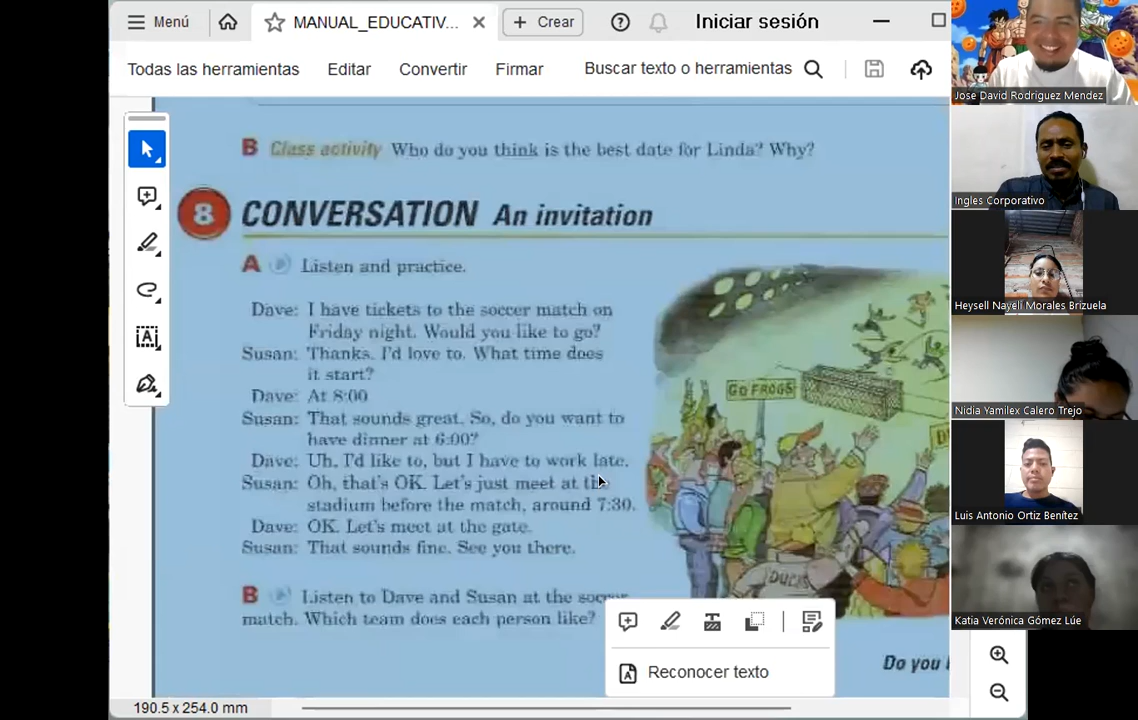 Menú
MANUAL_EDUCATIV...
Crear
Iniciar sesión
Todas las herramientas
Editar
Convertir
Firmar
Buscar texto o herramientas
B Class activity Who do you think is the best date for Linda? Why?
8 CONVERSATION An invitation
A Listen and practice.
Dave: I have tickets to the soccer match on
Friday night. Would you like to go?
Susan: Thanks. I'd love to. What time does
it start?
Dave: At 8:00
Susan: That sounds great. So, do you want to
have dinner at 6:00?
Dave: Uh, I'd like to, but I have to work late.
Susan: Oh, that's OK. Let's just meet at the
stadium before the match, around 7:30.
Dave: OK. Let's meet at the gate.
Susan: That sounds fine. See you there.
B Listen to Dave and Susan at the soccer
match. Which team does each person like?
GO FROGS
DUCKS
Do you
Reconocer texto
190.5 x 254.0 mm
Jose David Rodriguez Mendez
Ingles Corporativo
Heysell Nayeli Morales Brizuela
Nidia Yamilex Calero Trejo
Luis Antonio Ortiz Benítez
Katia Verónica Gómez Lúe